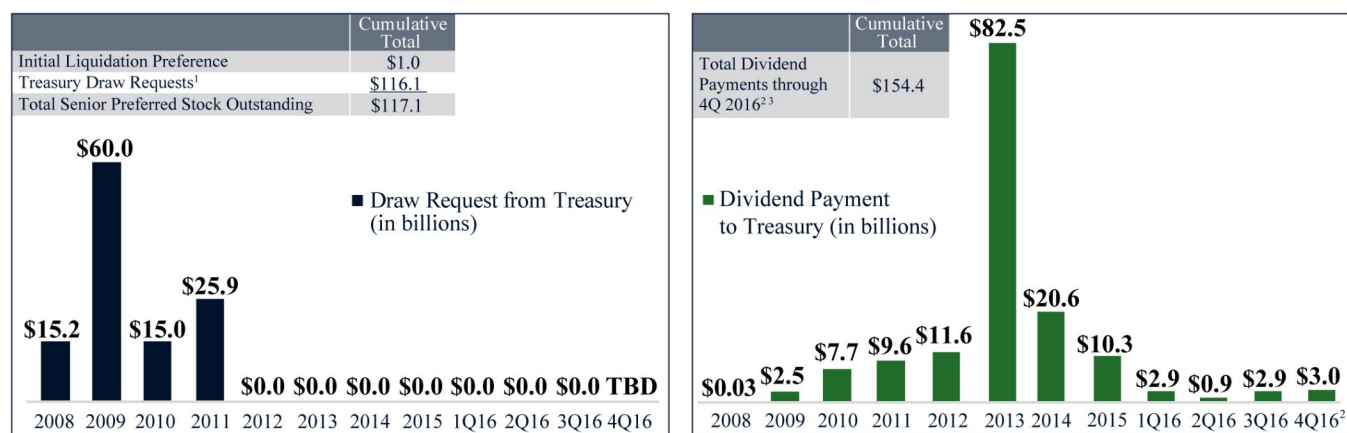 Cumulative
Total
Initial Liquidation Preference $1.0
Treasury Draw Requests¹ $116.1
Total Senior Preferred Stock Outstanding $117.1
$60.0
Draw Request from Treasury
(in billions)
$25.9
$15.2 $15.0
$0.0 $0.0 $0.0 $0.0 $0.0 $0.0 $0.0 TBD
2008 2009 2010 2011 2012 2013 2014 2015 1Q16 2Q16 3Q16 4Q16
Cumulative
Total
Total Dividend
Payments through $154.4
4Q 2016² ³
$82.5
Dividend Payment
to Treasury (in billions)
$20.6
$11.6
$10.3
$9.6
$7.7
$2.5 $2.9 $0.9 $2.9 $3.0
$0.03
2008 2009 2010 2011 2012 2013 2014 2015 1Q16 2Q16 3Q16 4Q16²